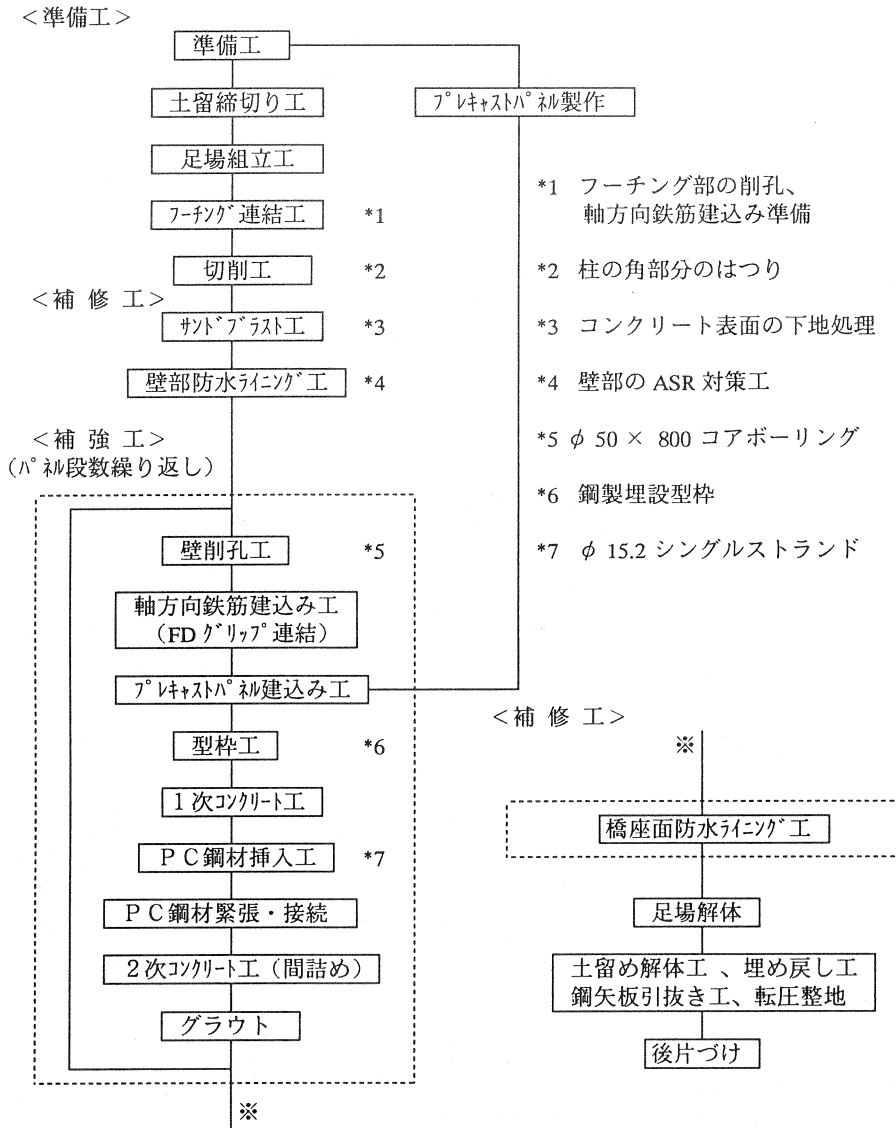 ＜準備工＞
準備工
土留締切り工
ﾌﾟﾚｷｬｽﾄﾊﾟﾈﾙ製作
足場組立工
ﾌｰﾁﾝｸﾞ連結工 *1
切削工 *2
＜補 修 工＞
ｻﾝﾄﾞﾌﾞﾗｽﾄ工 *3
壁部防水ﾗｲﾆﾝｸﾞ工 *4
*1 フーチング部の削孔、
軸方向鉄筋建込み準備
*2 柱の角部分のはつり
*3 コンクリート表面の下地処理
*4 壁部の ASR 対策工
*5 φ 50 × 800 コアボーリング
*6 鋼製埋設型枠
*7 φ 15.2 シングルストランド
＜補 強 工＞
（ﾊﾟﾈﾙ段数繰り返し）
壁削孔工 *5
軸方向鉄筋建込み工
（FD ｸﾞﾘｯﾌﾟ連結）
ﾌﾟﾚｷｬｽﾄﾊﾟﾈﾙ建込み工
型枠工 *6
１次ｺﾝｸﾘｰﾄ工
ＰＣ鋼材挿入工 *7
ＰＣ鋼材緊張・接続
２次ｺﾝｸﾘｰﾄ工（間詰め）
グラウト
※
＜補 修 工＞
※
橋座面防水ﾗｲﾆﾝｸﾞ工
足場解体
土留め解体工 、埋め戻し工
鋼矢板引抜き工、転圧整地
後片づけ